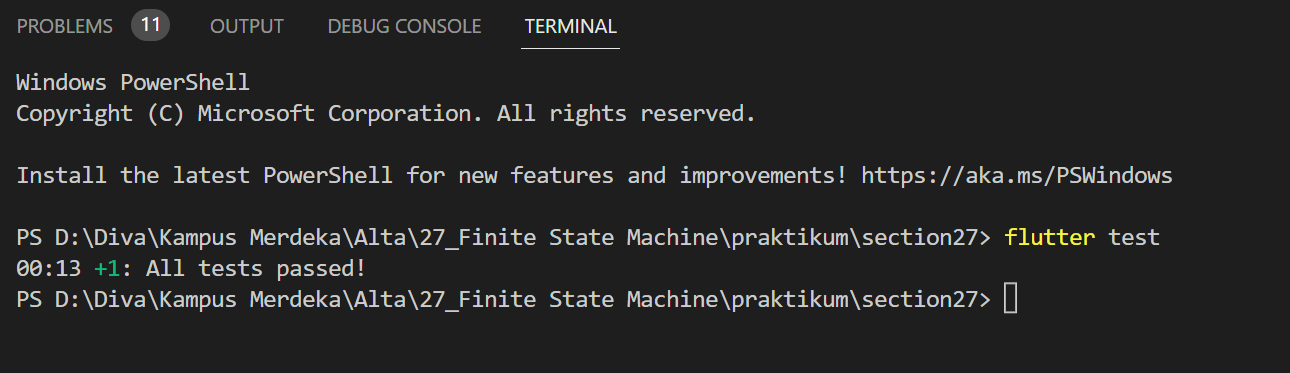 PROBLEMS 11 OUTPUT DEBUG CONSOLE TERMINAL
Windows PowerShell
Copyright (C) Microsoft Corporation. All rights reserved.
Install the latest PowerShell for new features and improvements! https://aka.ms/PSWindows
PS D:\Diva\Kampus Merdeka\Alta\27_Finite State Machine\praktikum\section27> flutter test
00:13 +1: All tests passed!
PS D:\Diva\Kampus Merdeka\Alta\27_Finite State Machine\praktikum\section27>